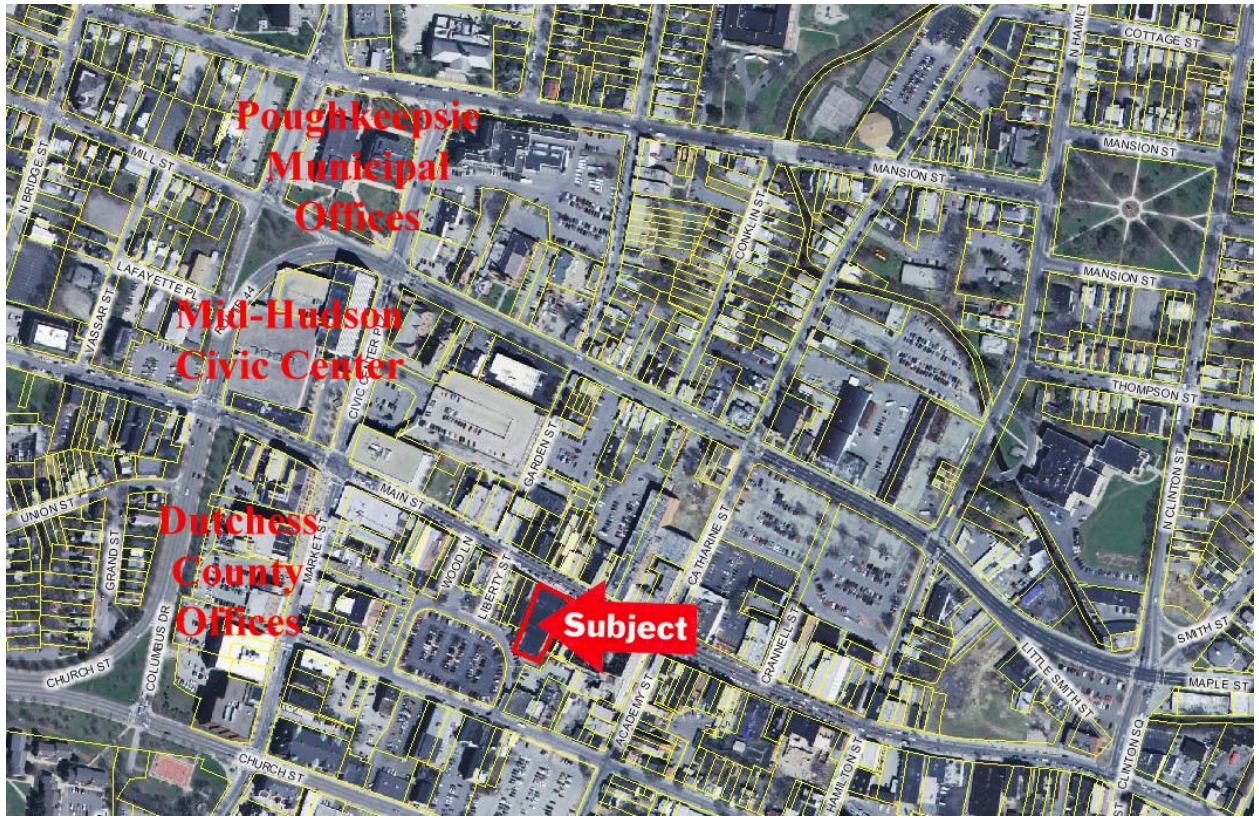 COTTAGE ST
N HAMIL
Poughkeepsie
Municipal
Offices
MILL ST
N BRIDGE ST
MANSION ST
MANSION ST
CONKLIN ST
MANSION ST
LAFAYETTE PL
VASSAR ST
44
Mid-Hudson
Civic Center
CIVIC CENTER PL
THOMPSON ST
N CLINTON ST
GARDEN ST
MAIN ST
UNION ST
GRAND ST
Dutchess
County
Offices
MARKET ST
WOOD LN
LIBERTY ST
CATHARINE ST
Subject
CRANNELL ST
SMITH ST
LITTLE SMITH ST
MAPLE ST
CHURCH ST
COLUMBUS DR
ACADEMY ST
CHURCH ST
HAMILTON ST
CLINTON SQ
ST